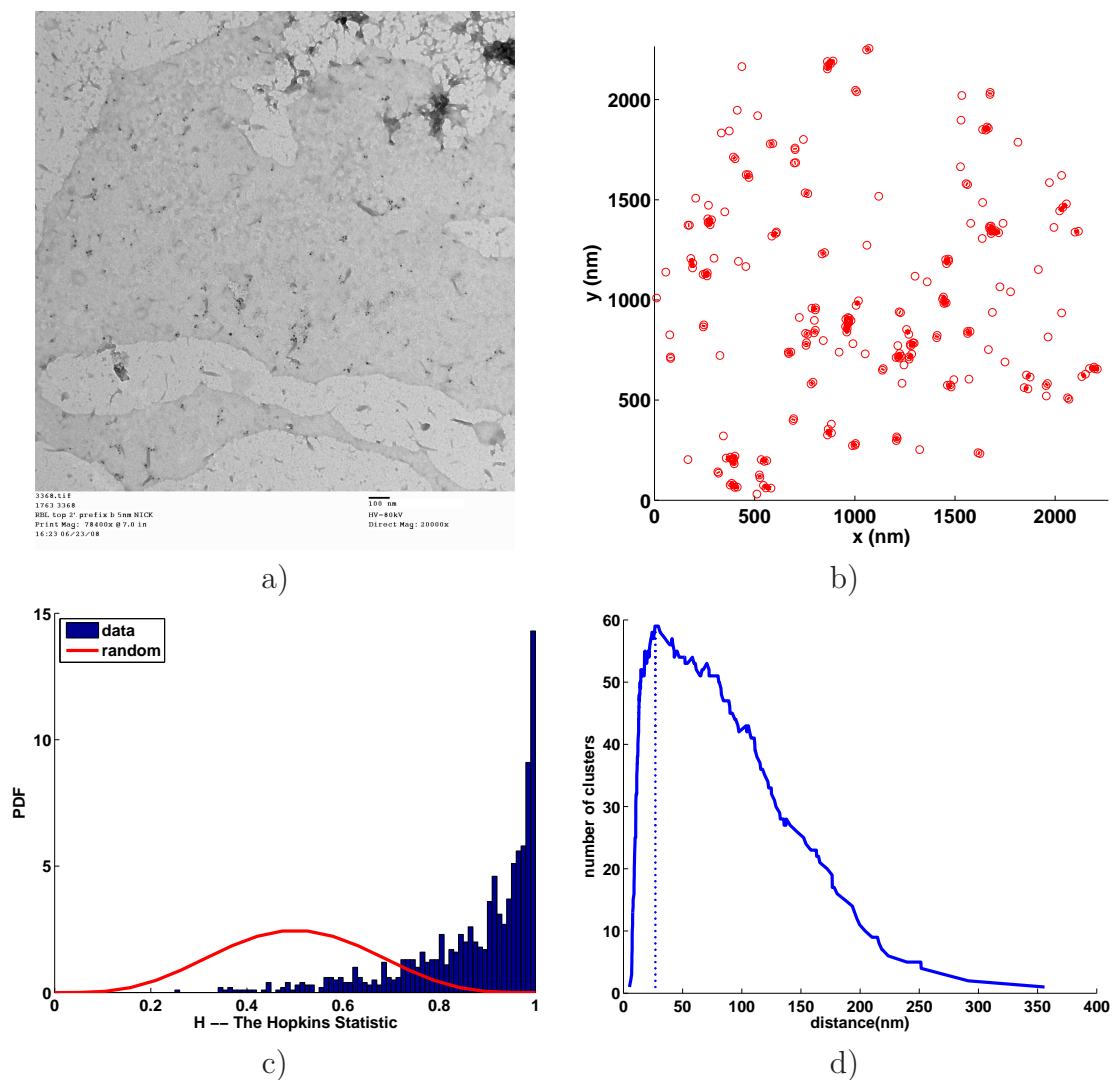 3368.tif
1763 3368
RBL top 2'.prefix b 5nm NICK
Print Mag: 78400x @ 7.0 in
16:23 06/23/08
100 nm
HV=80kV
Direct Mag: 20000x
a)
2000
1500
1000
500
0
0 500 1000 1500 2000
y (nm)
x (nm)
b)
15
10
5
0
0 0.2 0.4 0.6 0.8 1
data
random
PDF
H −− The Hopkins Statistic
c)
60
50
40
30
20
10
0
0 50 100 150 200 250 300 350 400
number of clusters
distance(nm)
d)